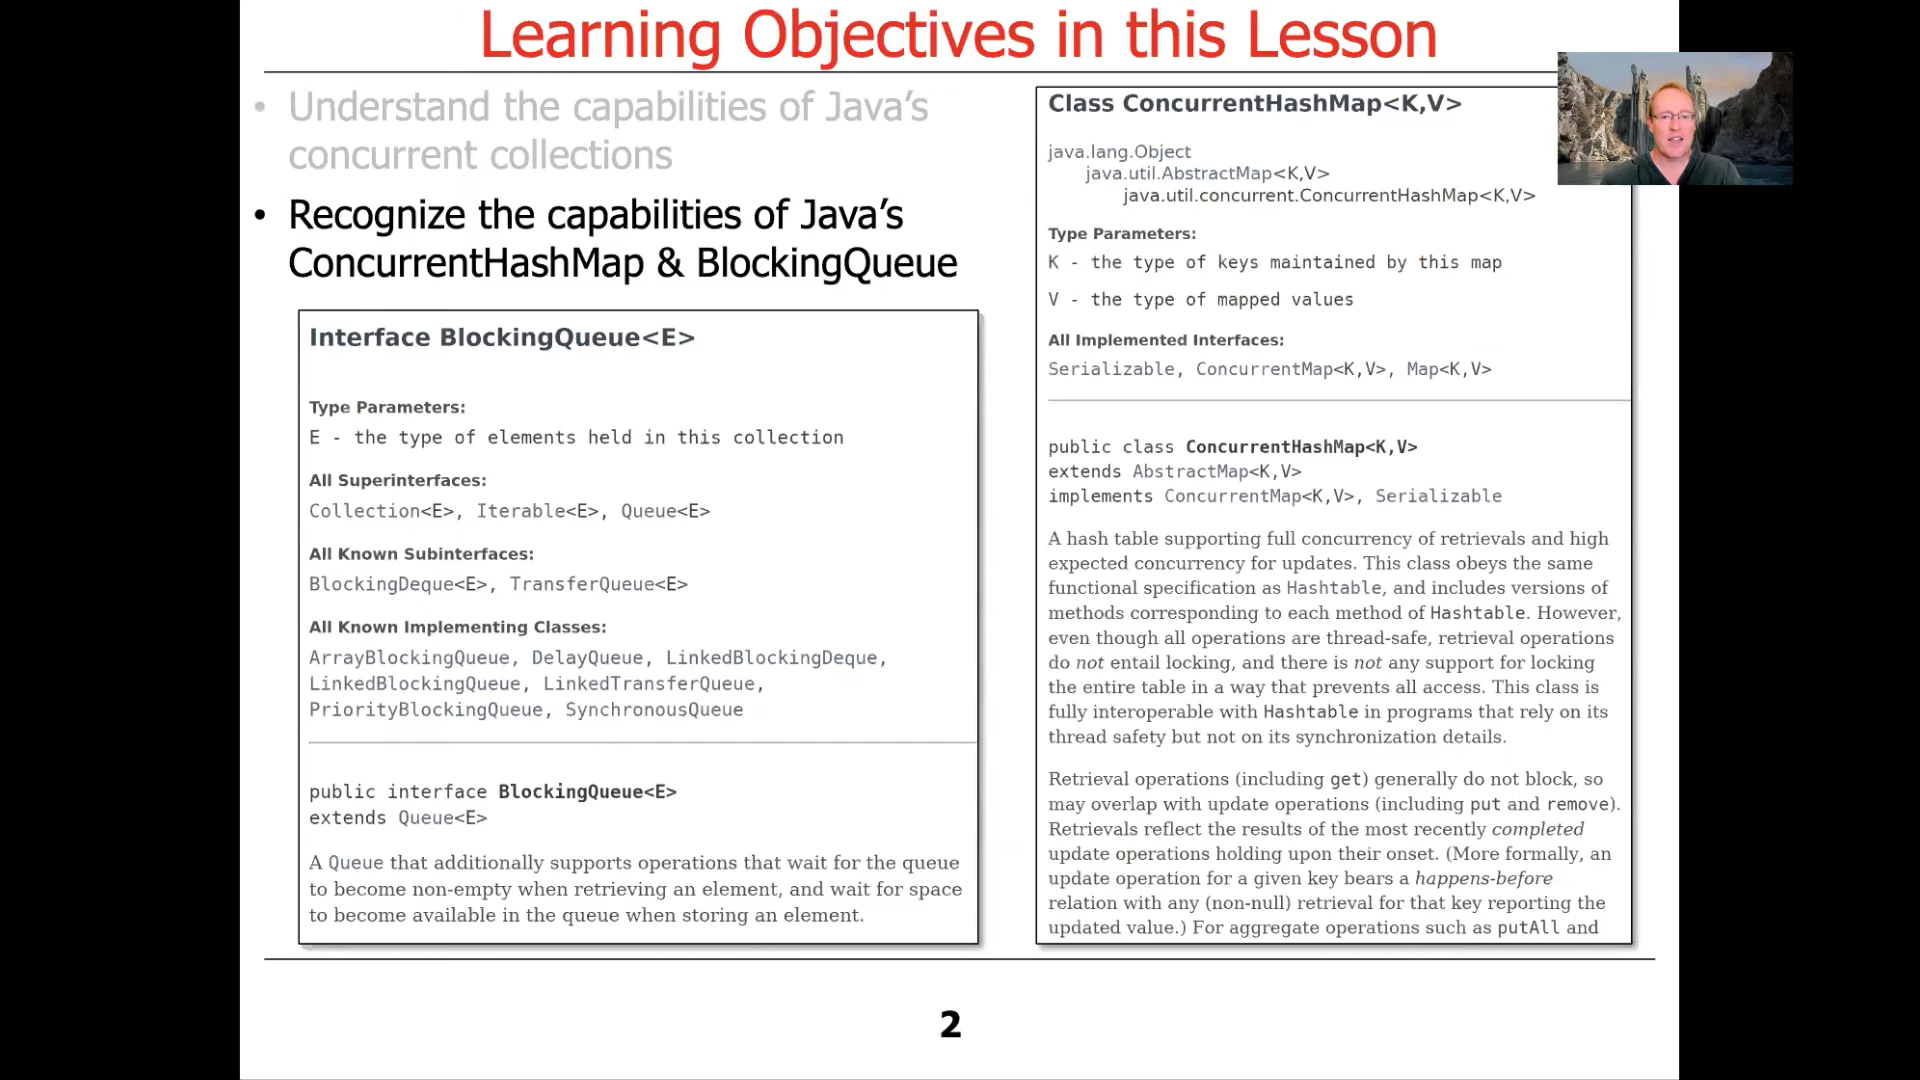 Learning Objectives in this Lesson
• Understand the capabilities of Java's
concurrent collections
• Recognize the capabilities of Java's
ConcurrentHashMap & BlockingQueue
Interface BlockingQueue<E>
Type Parameters:
E - the type of elements held in this collection
All Superinterfaces:
Collection<E>, Iterable<E>, Queue<E>
All Known Subinterfaces:
BlockingDeque<E>, TransferQueue<E>
All Known Implementing Classes:
ArrayBlockingQueue, DelayQueue, LinkedBlockingDeque,
LinkedBlockingQueue, LinkedTransferQueue,
PriorityBlockingQueue, SynchronousQueue
public interface BlockingQueue<E>
extends Queue<E>
A Queue that additionally supports operations that wait for the queue
to become non-empty when retrieving an element, and wait for space
to become available in the queue when storing an element.
Class ConcurrentHashMap<K,V>
java.lang.Object
java.util.AbstractMap<K,V>
java.util.concurrent.ConcurrentHashMap<K,V>
Type Parameters:
K - the type of keys maintained by this map
V - the type of mapped values
All Implemented Interfaces:
Serializable, ConcurrentMap<K,V>, Map<K,V>
public class ConcurrentHashMap<K,V>
extends AbstractMap<K,V>
implements ConcurrentMap<K,V>, Serializable
A hash table supporting full concurrency of retrievals and high
expected concurrency for updates. This class obeys the same
functional specification as Hashtable, and includes versions of
methods corresponding to each method of Hashtable. However,
even though all operations are thread-safe, retrieval operations
do not entail locking, and there is not any support for locking
the entire table in a way that prevents all access. This class is
fully interoperable with Hashtable in programs that rely on its
thread safety but not on its synchronization details.
Retrieval operations (including get) generally do not block, so
may overlap with update operations (including put and remove).
Retrievals reflect the results of the most recently completed
update operations holding upon their onset. (More formally, an
update operation for a given key bears a happens-before
relation with any (non-null) retrieval for that key reporting the
updated value.) For aggregate operations such as putAll and
2